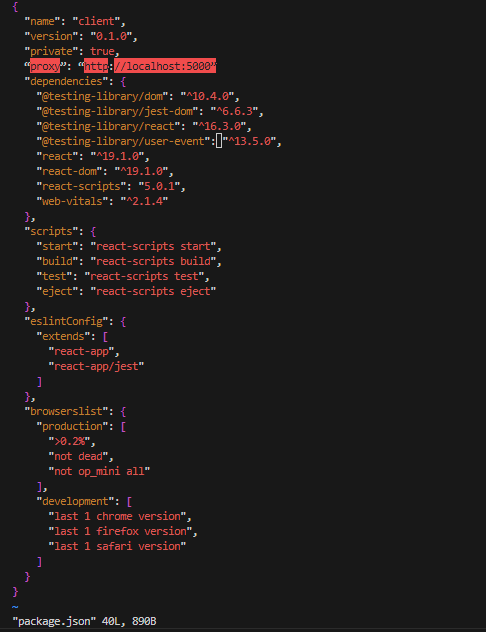 {
  "name": "client",
  "version": "0.1.0",
  "private": true,
  “proxy”: “http://localhost:5000”
  "dependencies": {
    "@testing-library/dom": "^10.4.0",
    "@testing-library/jest-dom": "^6.6.3",
    "@testing-library/react": "^16.3.0",
    "@testing-library/user-event": "^13.5.0",
    "react": "^19.1.0",
    "react-dom": "^19.1.0",
    "react-scripts": "5.0.1",
    "web-vitals": "^2.1.4"
  },
  "scripts": {
    "start": "react-scripts start",
    "build": "react-scripts build",
    "test": "react-scripts test",
    "eject": "react-scripts eject"
  },
  "eslintConfig": {
    "extends": [
      "react-app",
      "react-app/jest"
    ]
  },
  "browserslist": {
    "production": [
      ">0.2%",
      "not dead",
      "not op_mini all"
    ],
    "development": [
      "last 1 chrome version",
      "last 1 firefox version",
      "last 1 safari version"
    ]
  }
}
~
"package.json" 40L, 890B